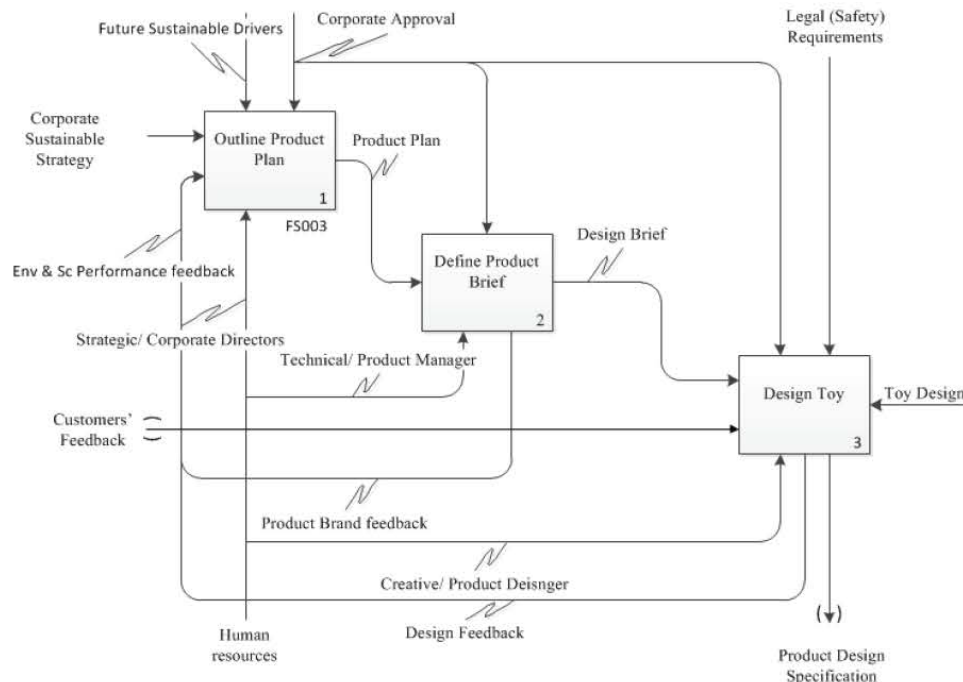 Future Sustainable Drivers
Corporate Approval
Legal (Safety)
Requirements
Corporate
Sustainable
Strategy
Outline Product
Plan
1
FS003
Product Plan
Env & Sc Performance feedback
Define Product
Brief
2
Design Brief
Strategic/ Corporate Directors
Technical/ Product Manager
Design Toy
3
Toy Design
Customers'
Feedback
Product Brand feedback
Creative/ Product Deisnger
Design Feedback
Human
resources
Product Design
Specification